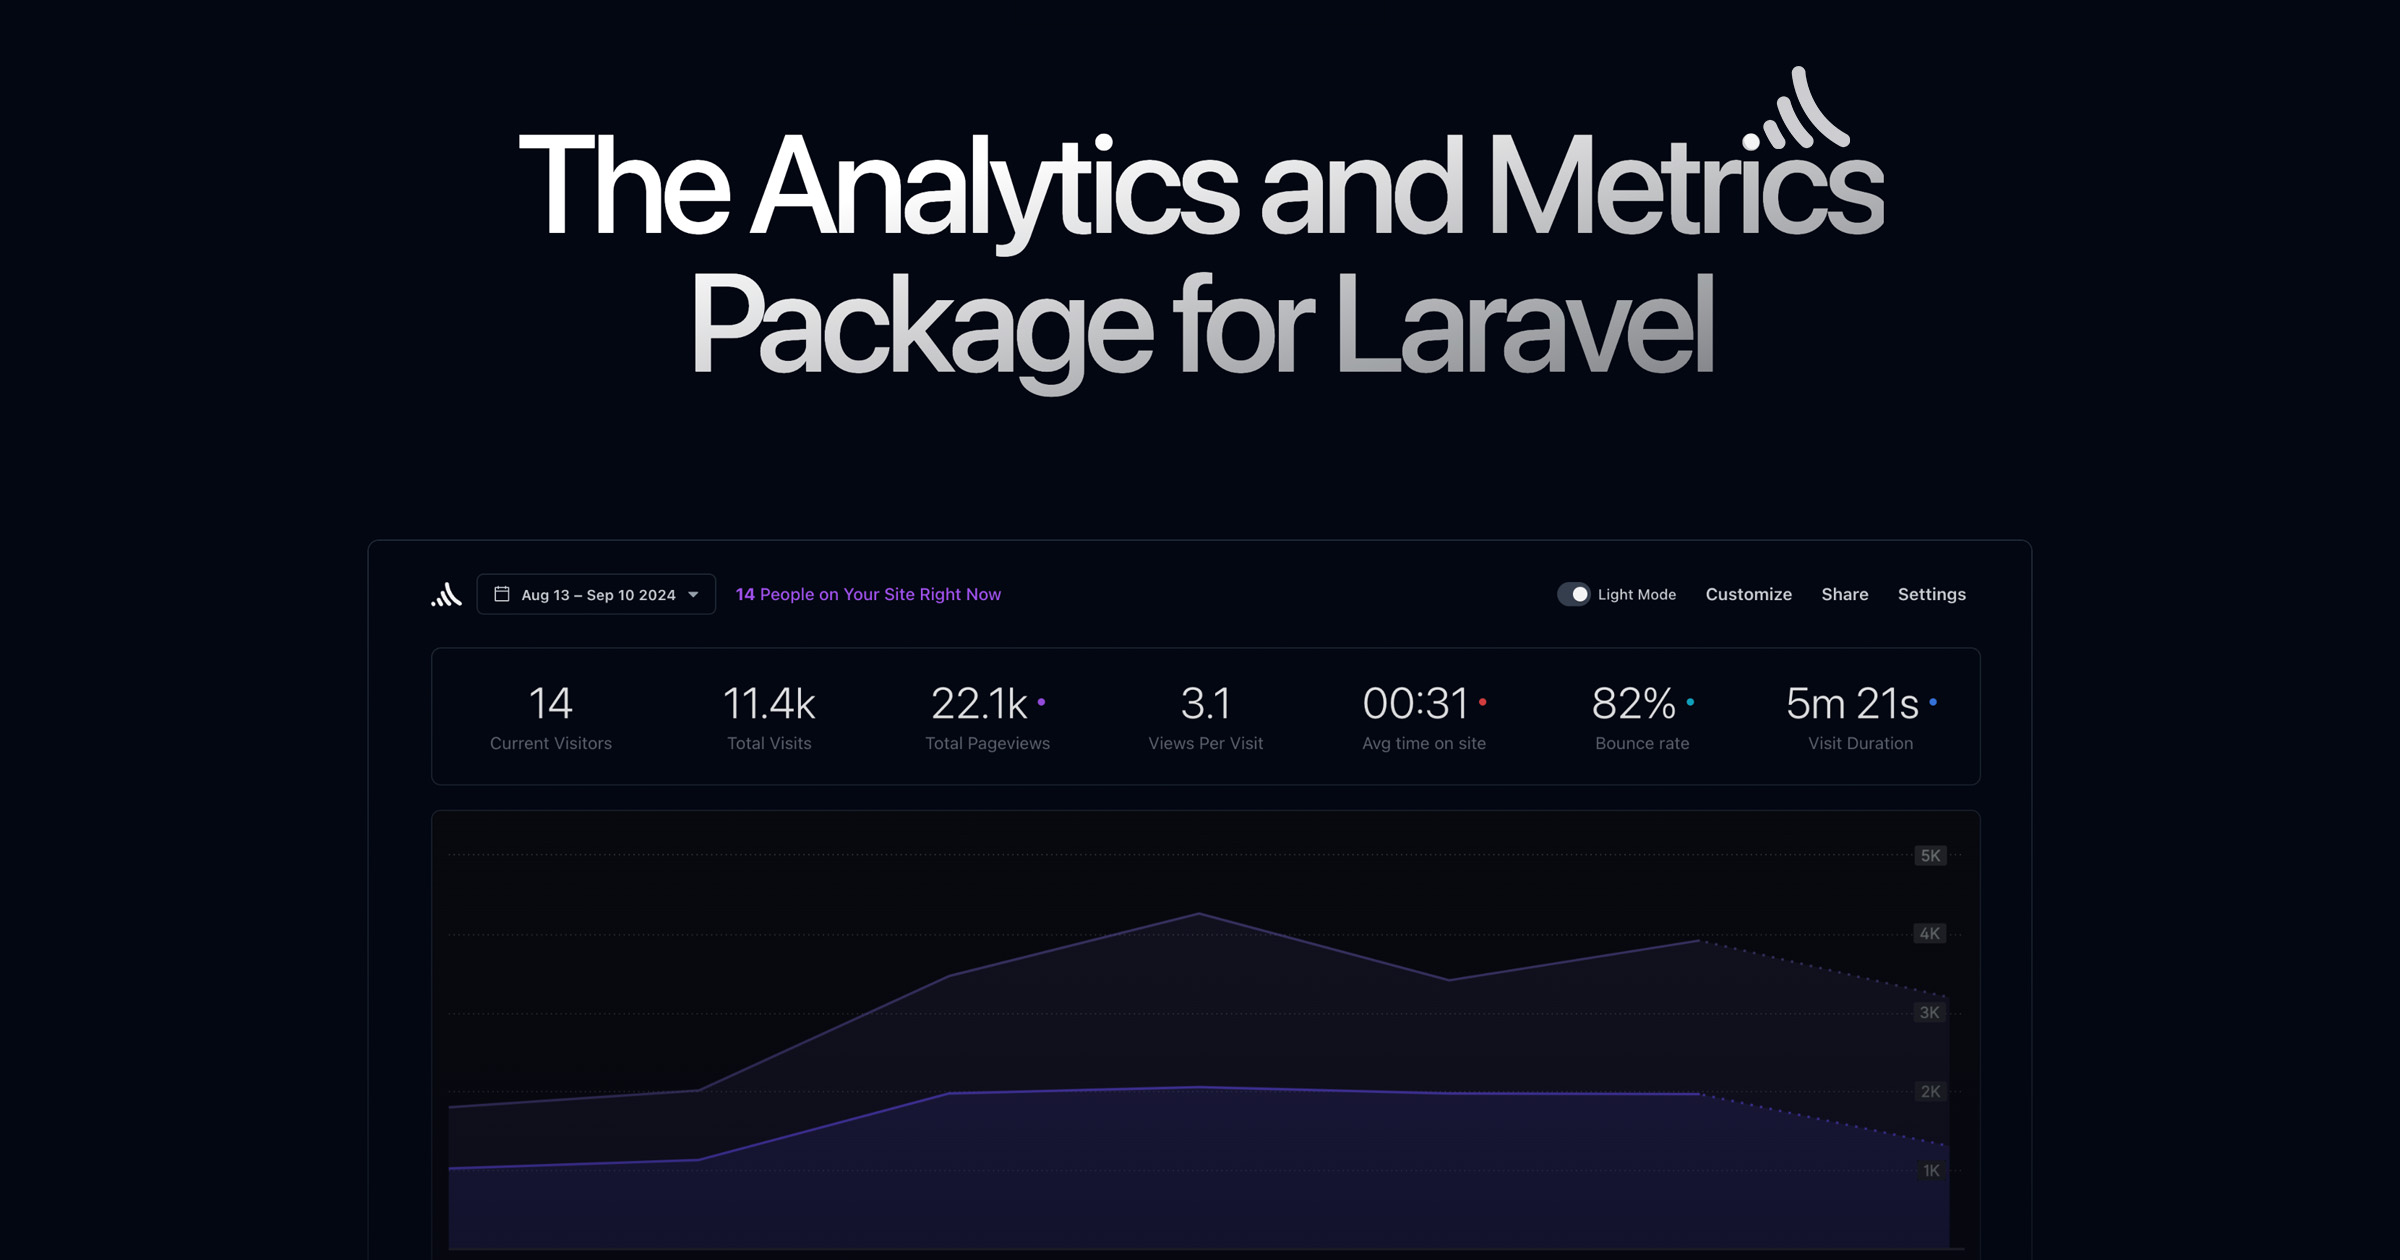 The Analytics and Metrics
Package for Laravel
Aug 13 – Sep 10 2024
14 People on Your Site Right Now
Light Mode
Customize
Share
Settings
14
Current Visitors
11.4k
Total Visits
22.1k
Total Pageviews
3.1
Views Per Visit
00:31
Avg time on site
82%
Bounce rate
5m 21s
Visit Duration
5K
4K
3K
2K
1K